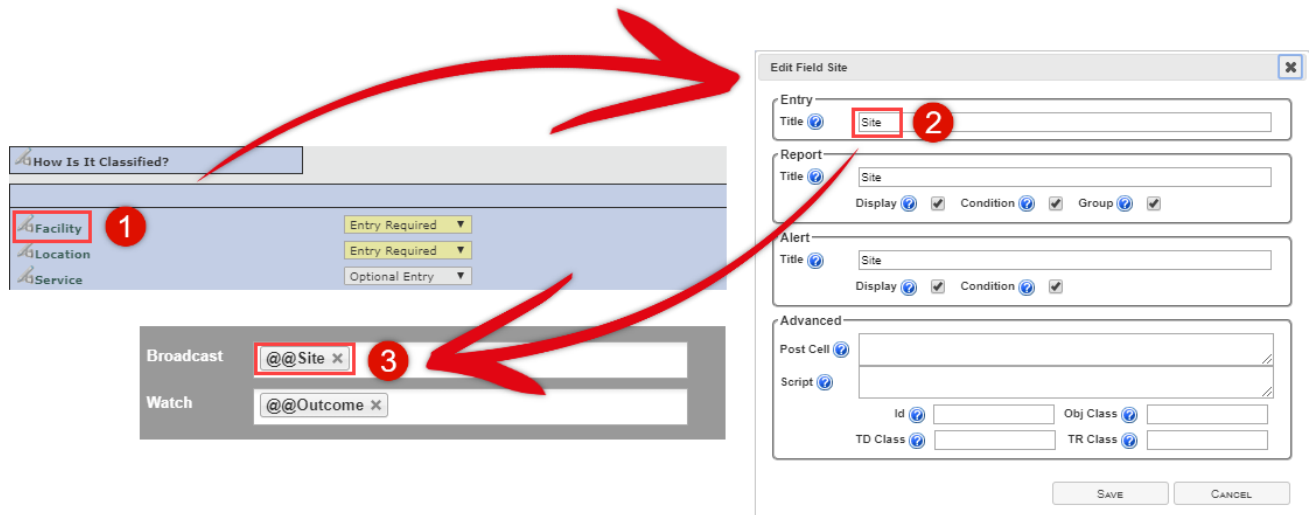 How Is It Classified?
Facility
1
Entry Required
Location
Entry Required
Service
Optional Entry
Broadcast
@@Site ×
3
Watch
@@Outcome ×
Edit Field Site
Entry
Title
Site
2
Report
Title
Site
Display
Condition
Group
Alert
Title
Site
Display
Condition
Advanced
Post Cell
Script
Id
Obj Class
TD Class
TR Class
SAVE
CANCEL